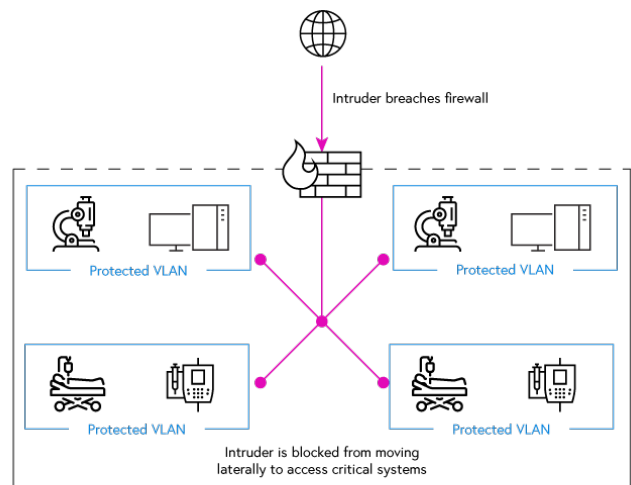 Intruder breaches firewall
Protected VLAN
Protected VLAN
Protected VLAN
Protected VLAN
Intruder is blocked from moving
laterally to access critical systems